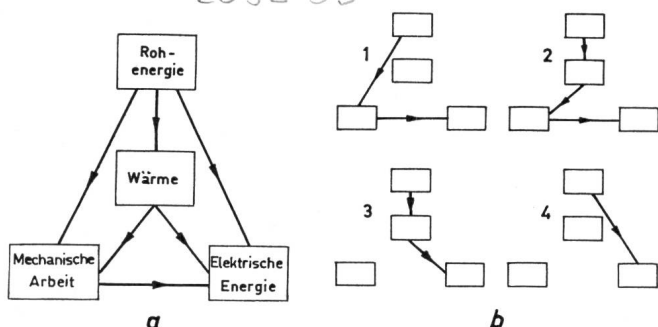 Roh-
energie
Wärme
Mechanische
Arbeit
Elektrische
Energie
a
1
2
3
4
b